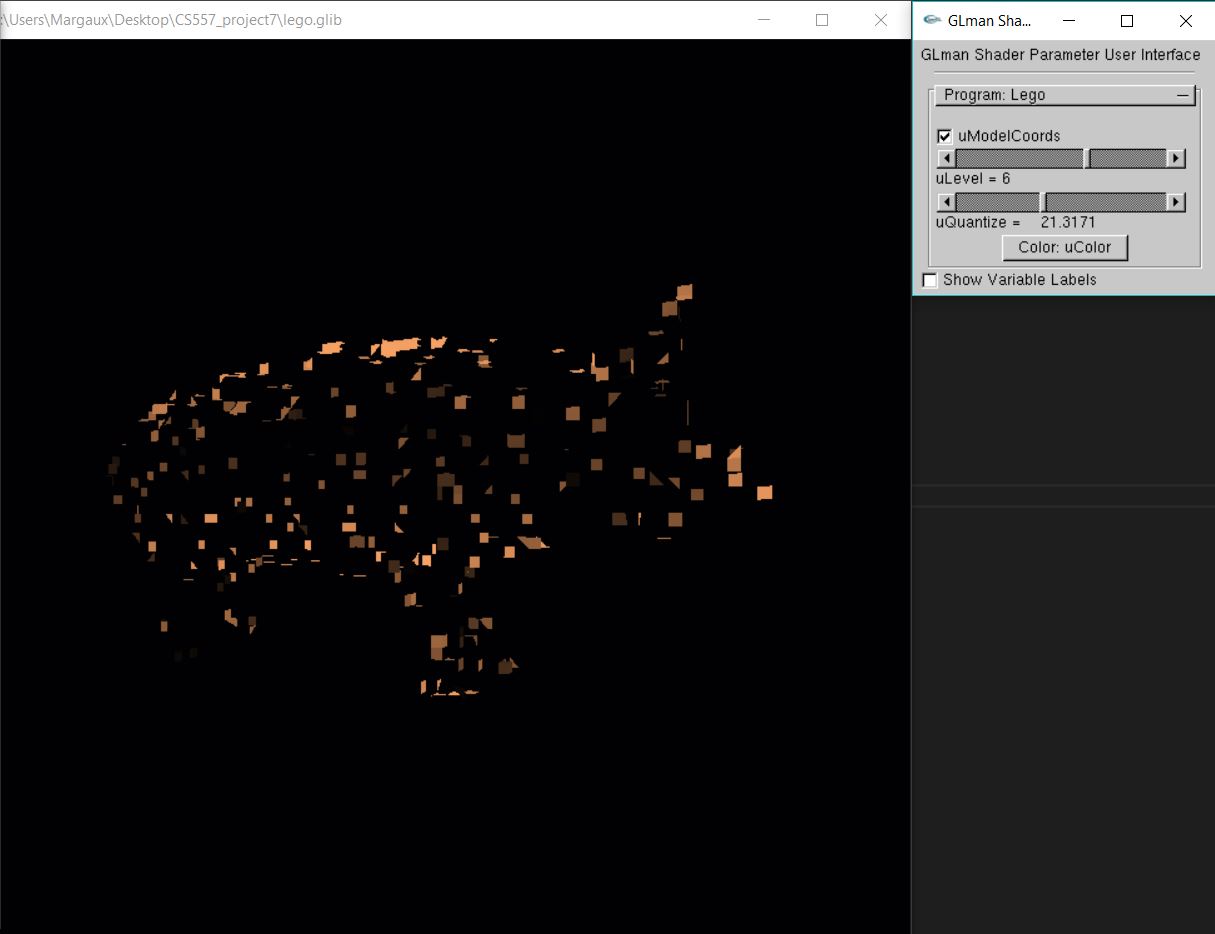 :\Users\Margaux\Desktop\CS557_project7\lego.glib
GLman Sha...
GLman Shader Parameter User Interface
Program: Lego
uModelCoords
uLevel = 6
uQuantize = 21.3171
Color: uColor
Show Variable Labels